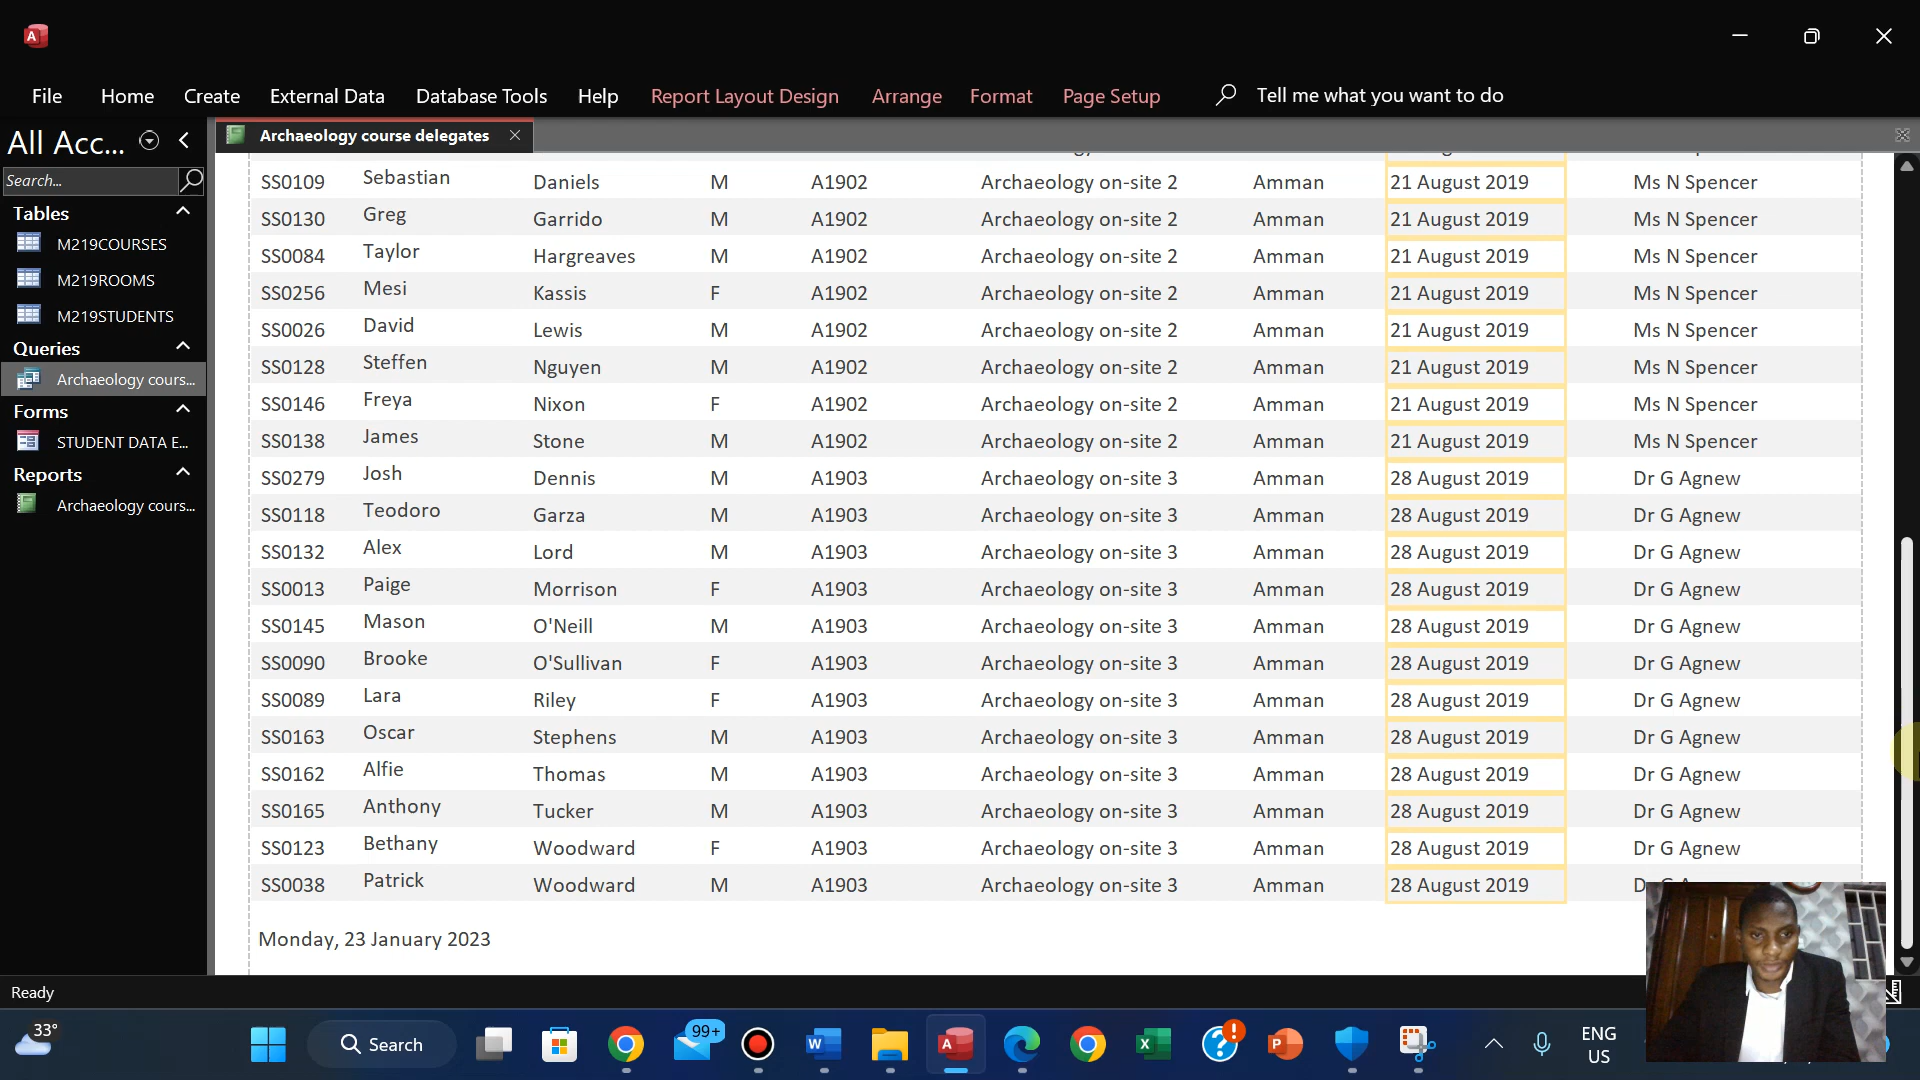 File Home Create External Data Database Tools Help Report Layout Design Arrange Format Page Setup Tell me what you want to do
All Acc...
Archaeology course delegates
Search...
Tables
M219COURSES
M219ROOMS
M219STUDENTS
Queries
Archaeology cours...
Forms
STUDENT DATA E...
Reports
Archaeology cours...
SS0109 Sebastian Daniels M A1902 Archaeology on-site 2 Amman 21 August 2019 Ms N Spencer
SS0130 Greg Garrido M A1902 Archaeology on-site 2 Amman 21 August 2019 Ms N Spencer
SS0084 Taylor Hargreaves M A1902 Archaeology on-site 2 Amman 21 August 2019 Ms N Spencer
SS0256 Mesi Kassis F A1902 Archaeology on-site 2 Amman 21 August 2019 Ms N Spencer
SS0026 David Lewis M A1902 Archaeology on-site 2 Amman 21 August 2019 Ms N Spencer
SS0128 Steffen Nguyen M A1902 Archaeology on-site 2 Amman 21 August 2019 Ms N Spencer
SS0146 Freya Nixon F A1902 Archaeology on-site 2 Amman 21 August 2019 Ms N Spencer
SS0138 James Stone M A1902 Archaeology on-site 2 Amman 21 August 2019 Ms N Spencer
SS0279 Josh Dennis M A1903 Archaeology on-site 3 Amman 28 August 2019 Dr G Agnew
SS0118 Teodoro Garza M A1903 Archaeology on-site 3 Amman 28 August 2019 Dr G Agnew
SS0132 Alex Lord M A1903 Archaeology on-site 3 Amman 28 August 2019 Dr G Agnew
SS0013 Paige Morrison F A1903 Archaeology on-site 3 Amman 28 August 2019 Dr G Agnew
SS0145 Mason O'Neill M A1903 Archaeology on-site 3 Amman 28 August 2019 Dr G Agnew
SS0090 Brooke O'Sullivan F A1903 Archaeology on-site 3 Amman 28 August 2019 Dr G Agnew
SS0089 Lara Riley F A1903 Archaeology on-site 3 Amman 28 August 2019 Dr G Agnew
SS0163 Oscar Stephens M A1903 Archaeology on-site 3 Amman 28 August 2019 Dr G Agnew
SS0162 Alfie Thomas M A1903 Archaeology on-site 3 Amman 28 August 2019 Dr G Agnew
SS0165 Anthony Tucker M A1903 Archaeology on-site 3 Amman 28 August 2019 Dr G Agnew
SS0123 Bethany Woodward F A1903 Archaeology on-site 3 Amman 28 August 2019 Dr G Agnew
SS0038 Patrick Woodward M A1903 Archaeology on-site 3 Amman 28 August 2019
Monday, 23 January 2023
Ready
33°
Search
99+
ENG
US